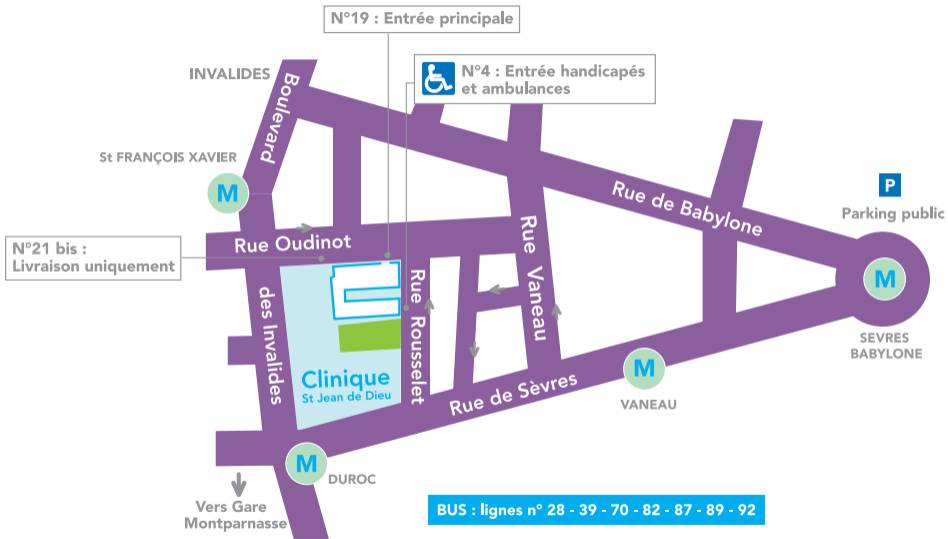 N°19 : Entrée principale
N°4 : Entrée handicapés
et ambulances
INVALIDES
Boulevard
St FRANÇOIS XAVIER
M
Rue de Babylone
P
Parking public
Rue Oudinot
N°21 bis :
Livraison uniquement
Rue Vaneau
M
SEVRES
BABYLONE
des Invalides
Rue Rousselet
Clinique
St Jean de Dieu
Rue de Sèvres
M
VANEAU
M
DUROC
Vers Gare
Montparnasse
BUS : lignes n° 28 - 39 - 70 - 82 - 87 - 89 - 92